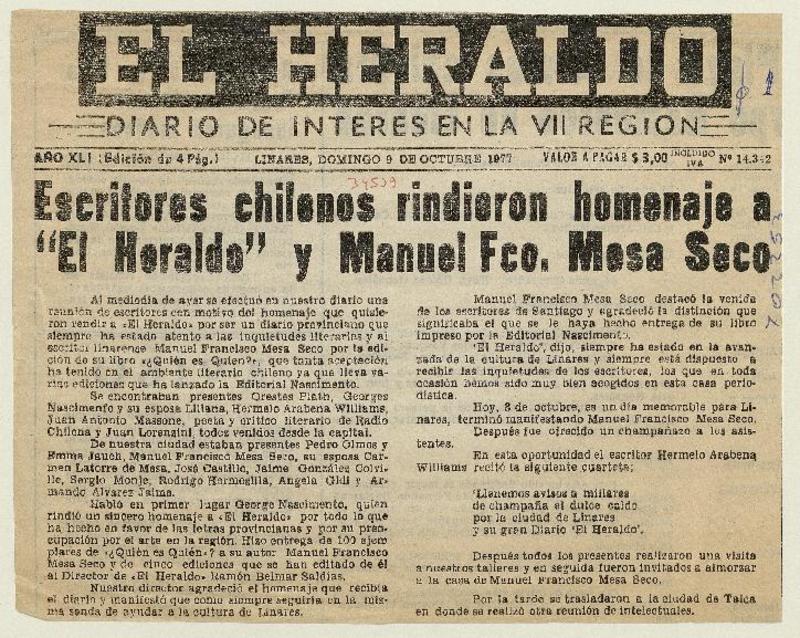 EL HERALDO
DIARIO DE INTERES EN LA VII REGION
AÑO XLI (Edición de 4 Pág.) LINARES, DOMINGO 9 DE OCTUBRE 1977 VALOR A PAGAR $ 3,00 INCLUIDO IVA Nº
34539
Escritores chilenos rindieron homenaje a
"El Heraldo" y Manuel Fco. Mesa Seco
Al mediodía de ayer se efectuó en nuestro diario una
reunión de escritores con motivo del homenaje que quisie-
ron rendir a «El Heraldo» por ser un diario provinciano que
siempre ha estado atento a las inquietudes literarias y al
escritor linarense Manuel Francisco Mesa Seco por la edi-
ción de su libro «¿Quién es Quién?», que tanta aceptación
ha tenido en el ambiente literario chileno ya que lleva va-
rias ediciones que ha lanzado la Editorial Nascimento.
Se encontraban presentes Orestes Plath, Georges
Nascimento y su esposa Liliana, Hermelo Arabena Williams,
Juan Antonio Massone, poeta y crítico literario de Radio
Chilena y Juan Lorenzini, todos venidos desde la capital.
De nuestra ciudad estaban presentes Pedro Olmos y
Emma Jauch, Manuel Francisco Mesa Seco, su esposa Car-
men Latorre de Mesa, José Castillo, Jaime González Colvi-
lle, Sergio Monje, Rodrigo Hermosilla, Angela Gidi y Ar-
mando Alvarez Jaime.
Habló en primer lugar George Nascimento, quien
rindió un sincero homenaje a «El Heraldo» por todo lo que
ha hecho en favor de las letras provincianas y por su preo-
cupación por el arte en la región. Hizo entrega de 100 ejem
plares de «¿Quién es Quién»? a su autor Manuel Francisco
Mesa Seco y de cinco ediciones que se han editado de él
al Director de «El Heraldo» Ramón Belmar Saldías.
Nuestro director agradeció el homenaje que recibía
el diario y manifestó que como siempre seguiría en la mis-
ma senda de ayudar a la cultura de Linares.
Manuel Francisco Mesa Seco destacó la venida
de los escritores de Santiago y agradeció la distinción que
significaba el que se le haya hecho entrega de su libro
impreso por la Editorial Nascimento.
"El Heraldo", dijo, siempre ha estado en la avan-
zada de la cultura de Linares y siempre está dispuesto a
recibir las inquietudes de los escritores, los que en toda
ocasión hemos sido muy bien acogidos en esta casa perio-
dística.
Hoy, 8 de octubre, es un día memorable para Li-
nares, terminó manifestando Manuel Francisco Mesa Seco.
Después fue ofrecido un champañazo a los asis-
tentes.
En esta oportunidad el escritor Hermelo Arabena
Williams recitó la siguiente cuarteta:
'Llenemos avisos a millares
de champaña el dulce caldo
por la ciudad de Linares
y su gran Diario 'El Heraldo'.
Después todos los presentes realizaron una visita
a nuestros talleres y en seguida fueron invitados a almorzar
a la casa de Manuel Francisco Mesa Seco.
Por la tarde se trasladaron a la ciudad de Talca
en donde se realizó otra reunión de intelectuales.